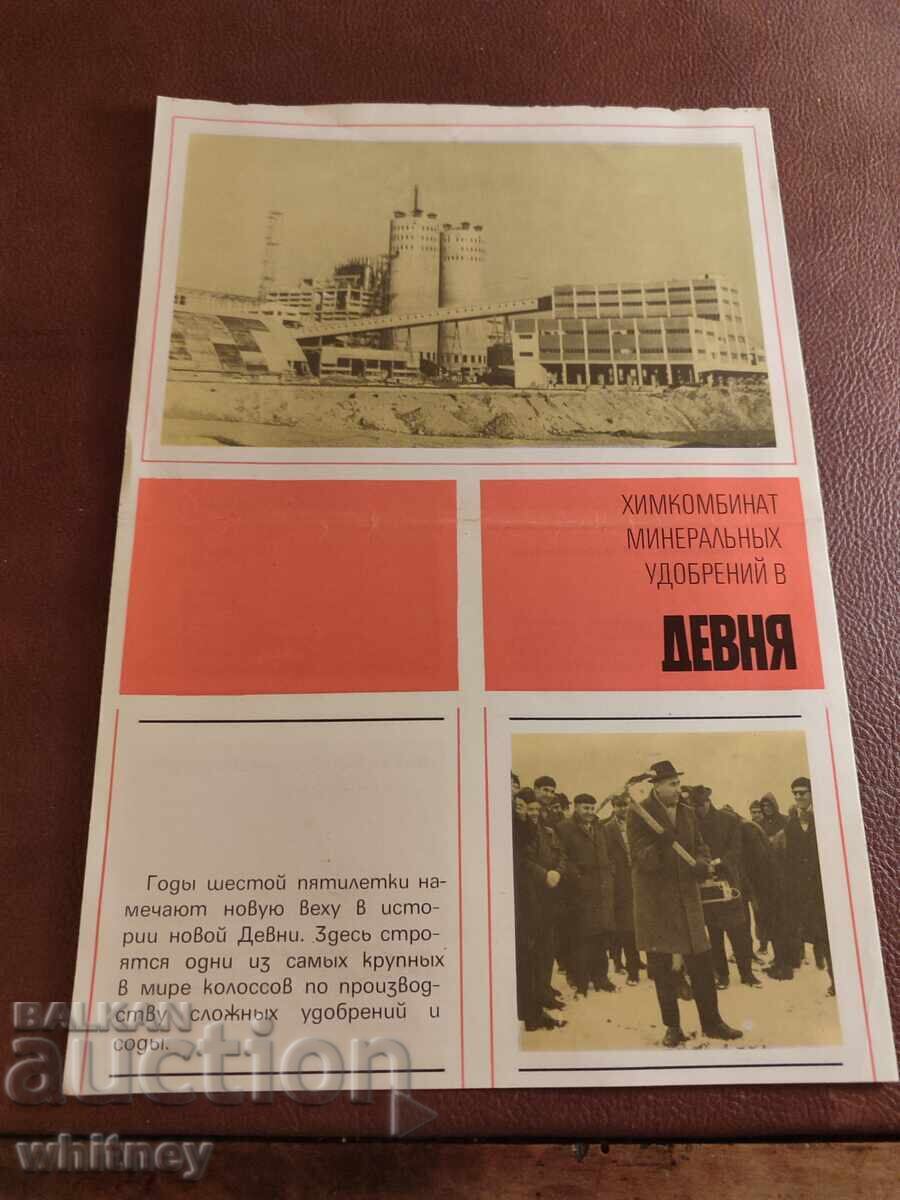 ХИМКОМБИНАТ
МИНЕРАЛЬНЫХ
УДОБРЕНИЙ В
ДЕВНЯ
Годы шестой пятилетки на-
мечают новую веху в исто-
рии новой Девни. Здесь стро-
ятся одни из самых крупных
в мире колоссов по производ-
ству сложных удобрений и
соды.
BALKAN
auction
whitney